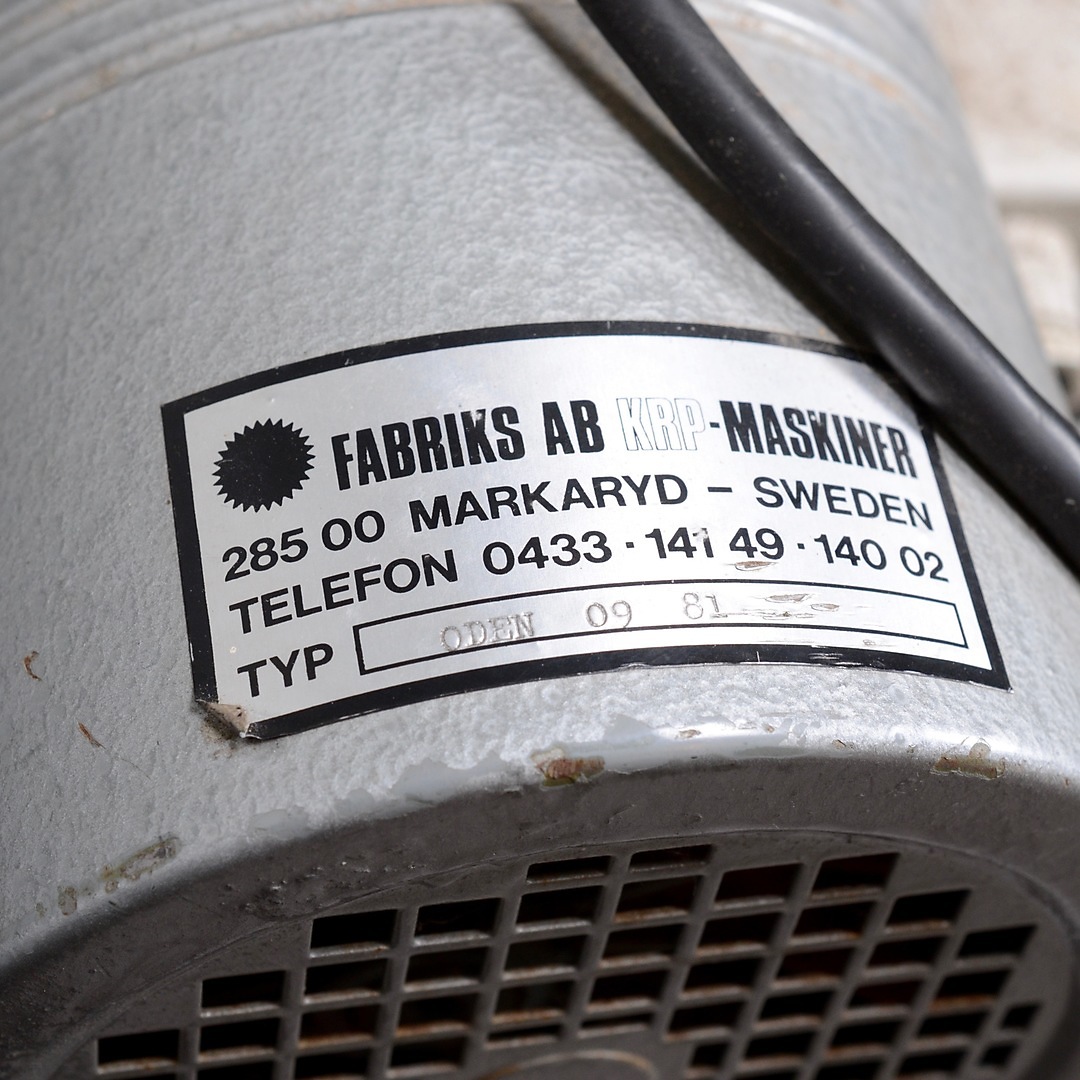 FABRIKS AB KRP-MASKINER
285 00 MARKARYD – SWEDEN
TELEFON 0433 · 141 49 · 140 02
TYP ODEN 09 81